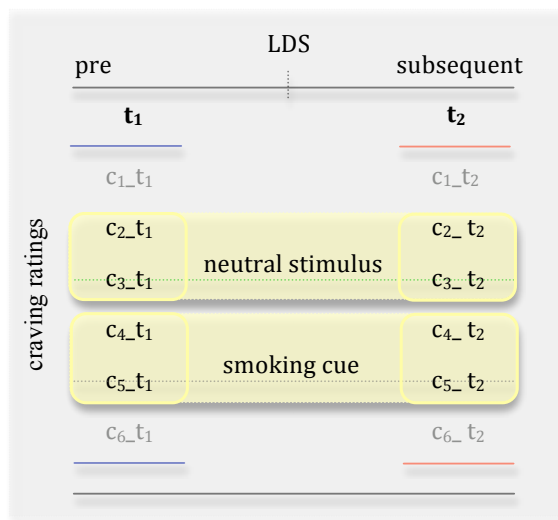 LDS
pre subsequent
t₁ t₂
c₁_t₁ c₁_t₂
craving ratings
c₂_t₁ c₂_ t₂
neutral stimulus
c₃_t₁ c₃_ t₂
c₄_t₁ c₄_ t₂
smoking cue
c₅_t₁ c₅_ t₂
c₆_t₁ c₆_ t₂